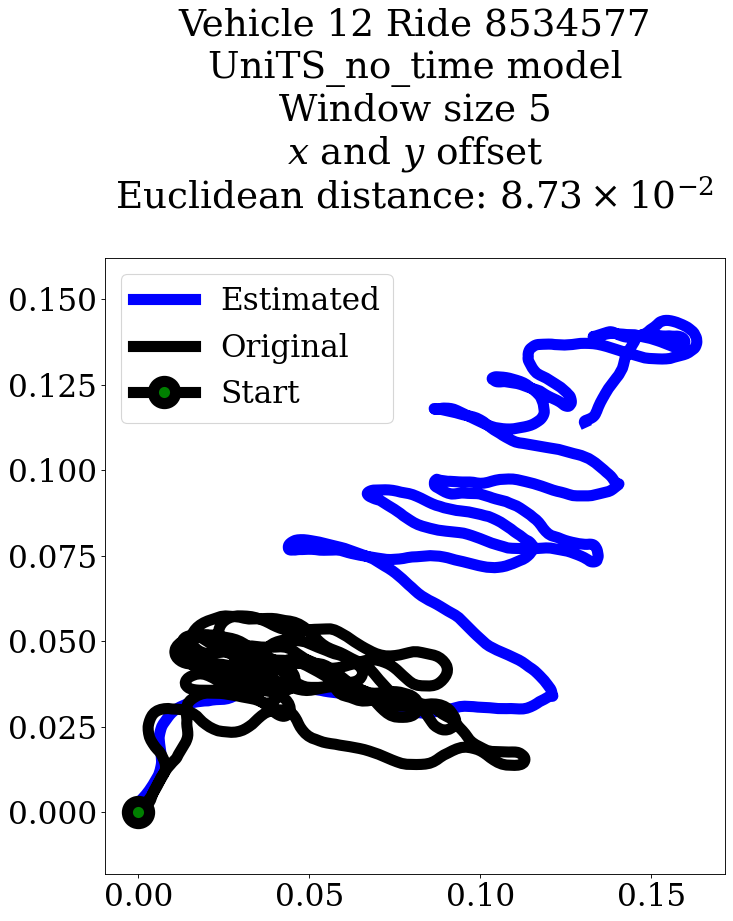 Vehicle 12 Ride 8534577
UniTS_no_time model
Window size 5
x and y offset
Euclidean distance: 8.73 × 10⁻²
Estimated
Original
Start
0.150
0.125
0.100
0.075
0.050
0.025
0.000
0.00 0.05 0.10 0.15